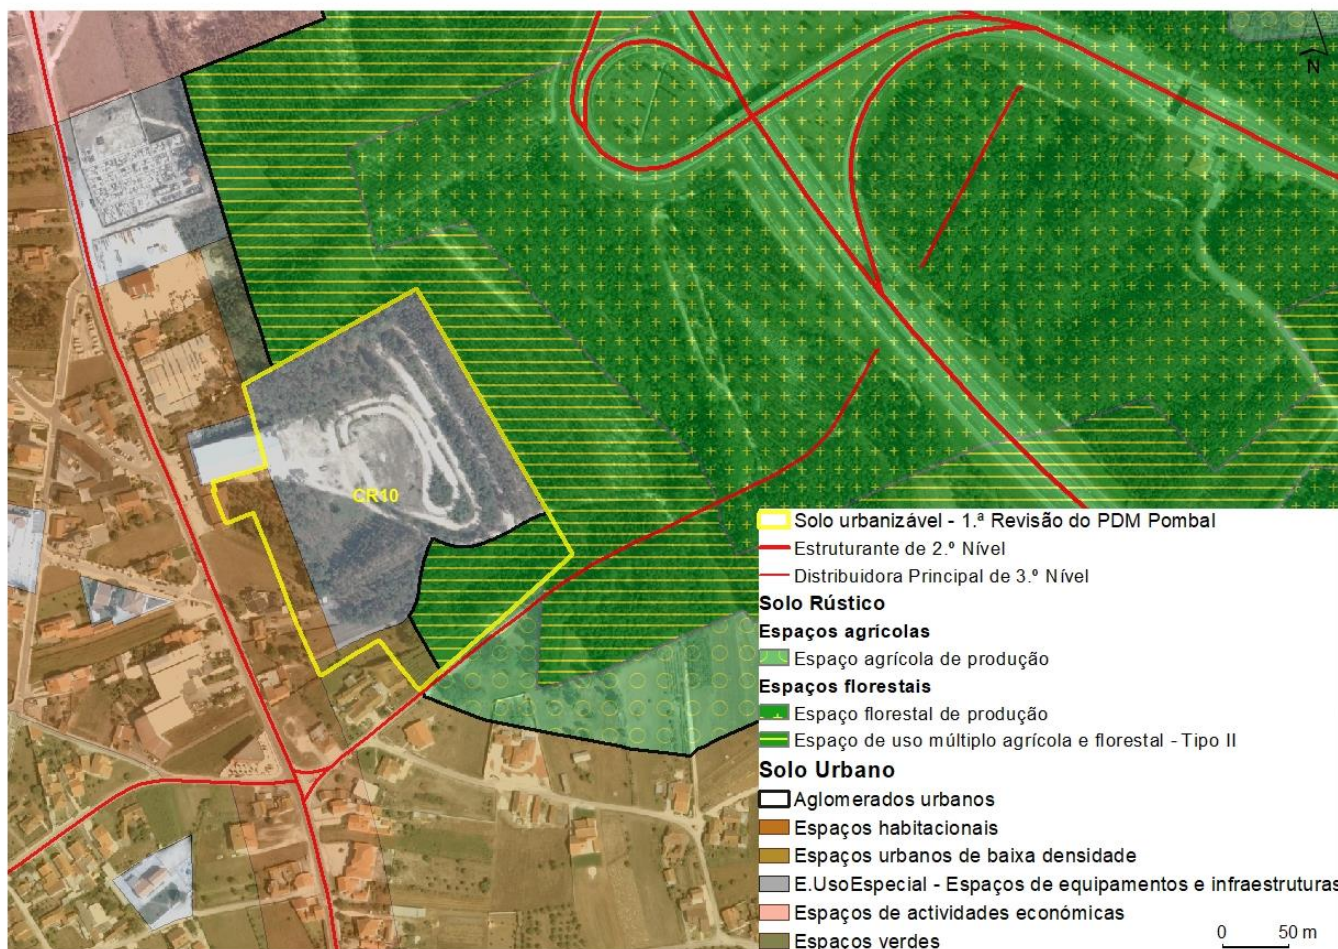 N
CR10
Solo urbanizável - 1.ª Revisão do PDM Pombal
Estruturante de 2.º Nível
Distribuidora Principal de 3.º Nível
Solo Rústico
Espaços agrícolas
Espaço agrícola de produção
Espaços florestais
Espaço florestal de produção
Espaço de uso múltiplo agrícola e florestal - Tipo II
Solo Urbano
Aglomerados urbanos
Espaços habitacionais
Espaços urbanos de baixa densidade
E.UsoEspecial - Espaços de equipamentos e infraestruturas
Espaços de actividades económicas
Espaços verdes
0 50 m